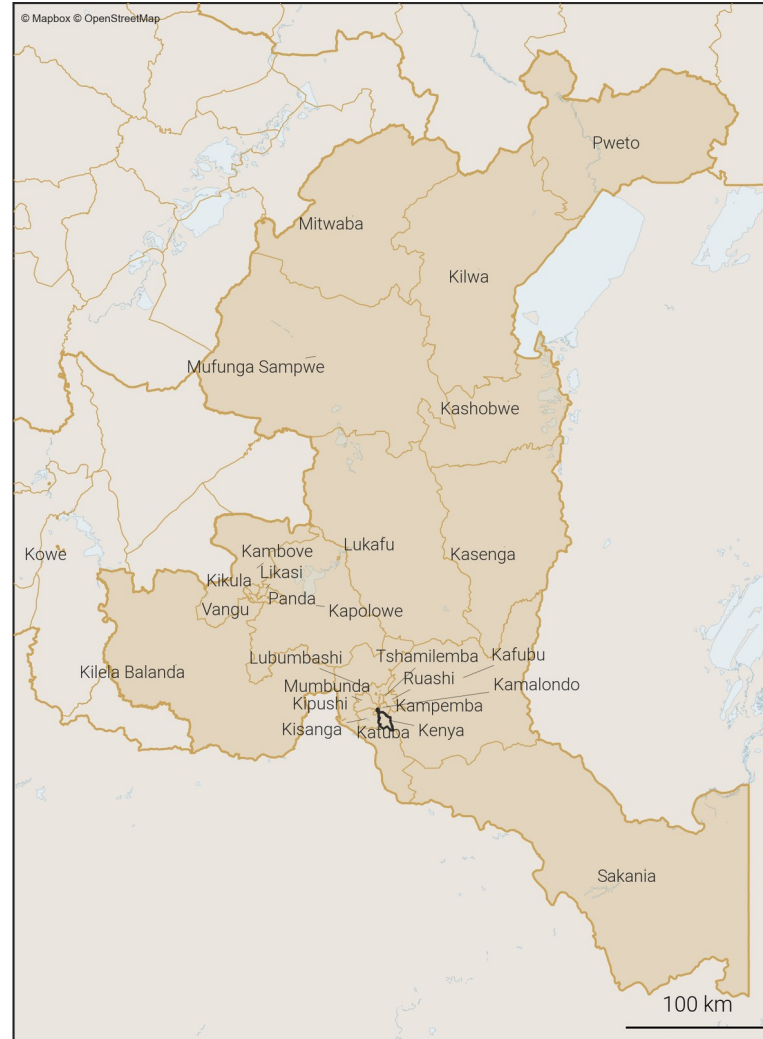 © Mapbox © OpenStreetMap
Pweto
Mitwaba
Kilwa
Mufunga Sampwe
Kashobwe
Kowe
Kambove
Lukafu
Kasenga
Likasi
Kikula
Panda
Vangu
Kapolowe
Lubumbashi
Tshamilemba
Kafubu
Kilela Balanda
Ruashi
Mumbunda
Kamalondo
Kipushi
Kampemba
Kisanga
Katuba
Kenya
Sakania
100 km